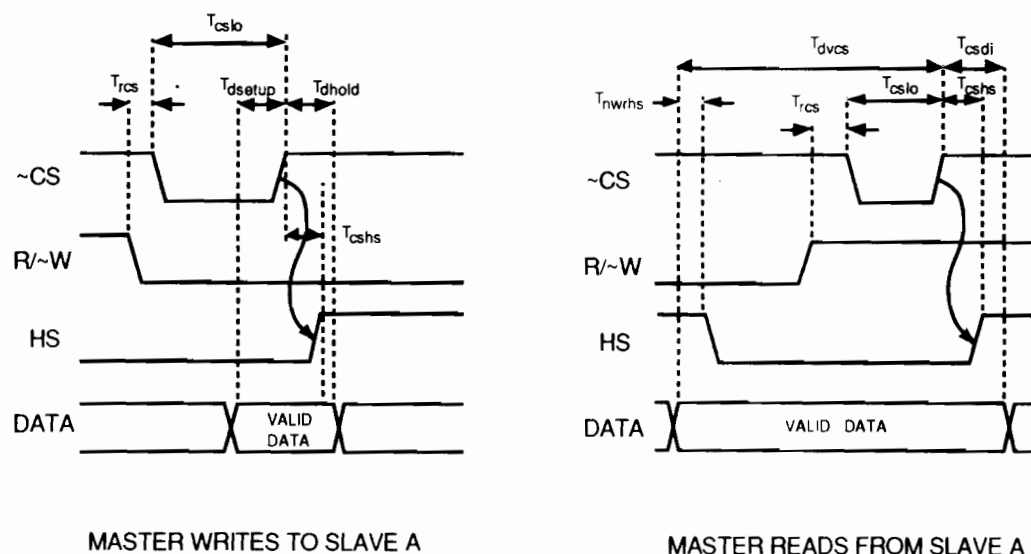 Tcslo
Trcs
Tdsetup
Tdhold
~CS
Tcshs
R/~W
HS
DATA
VALID
DATA
MASTER WRITES TO SLAVE A
Tdvcs
Tcsdi
Tnwrhs
Trcs
Tcslo
Tcshs
~CS
R/~W
HS
DATA
VALID DATA
MASTER READS FROM SLAVE A